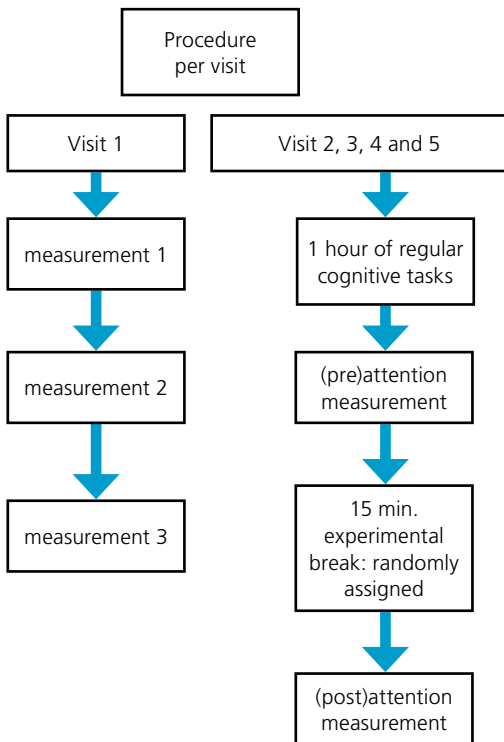 Procedure
per visit
Visit 1
measurement 1
measurement 2
measurement 3
Visit 2, 3, 4 and 5
1 hour of regular
cognitive tasks
(pre)attention
measurement
15 min.
experimental
break: randomly
assigned
(post)attention
measurement